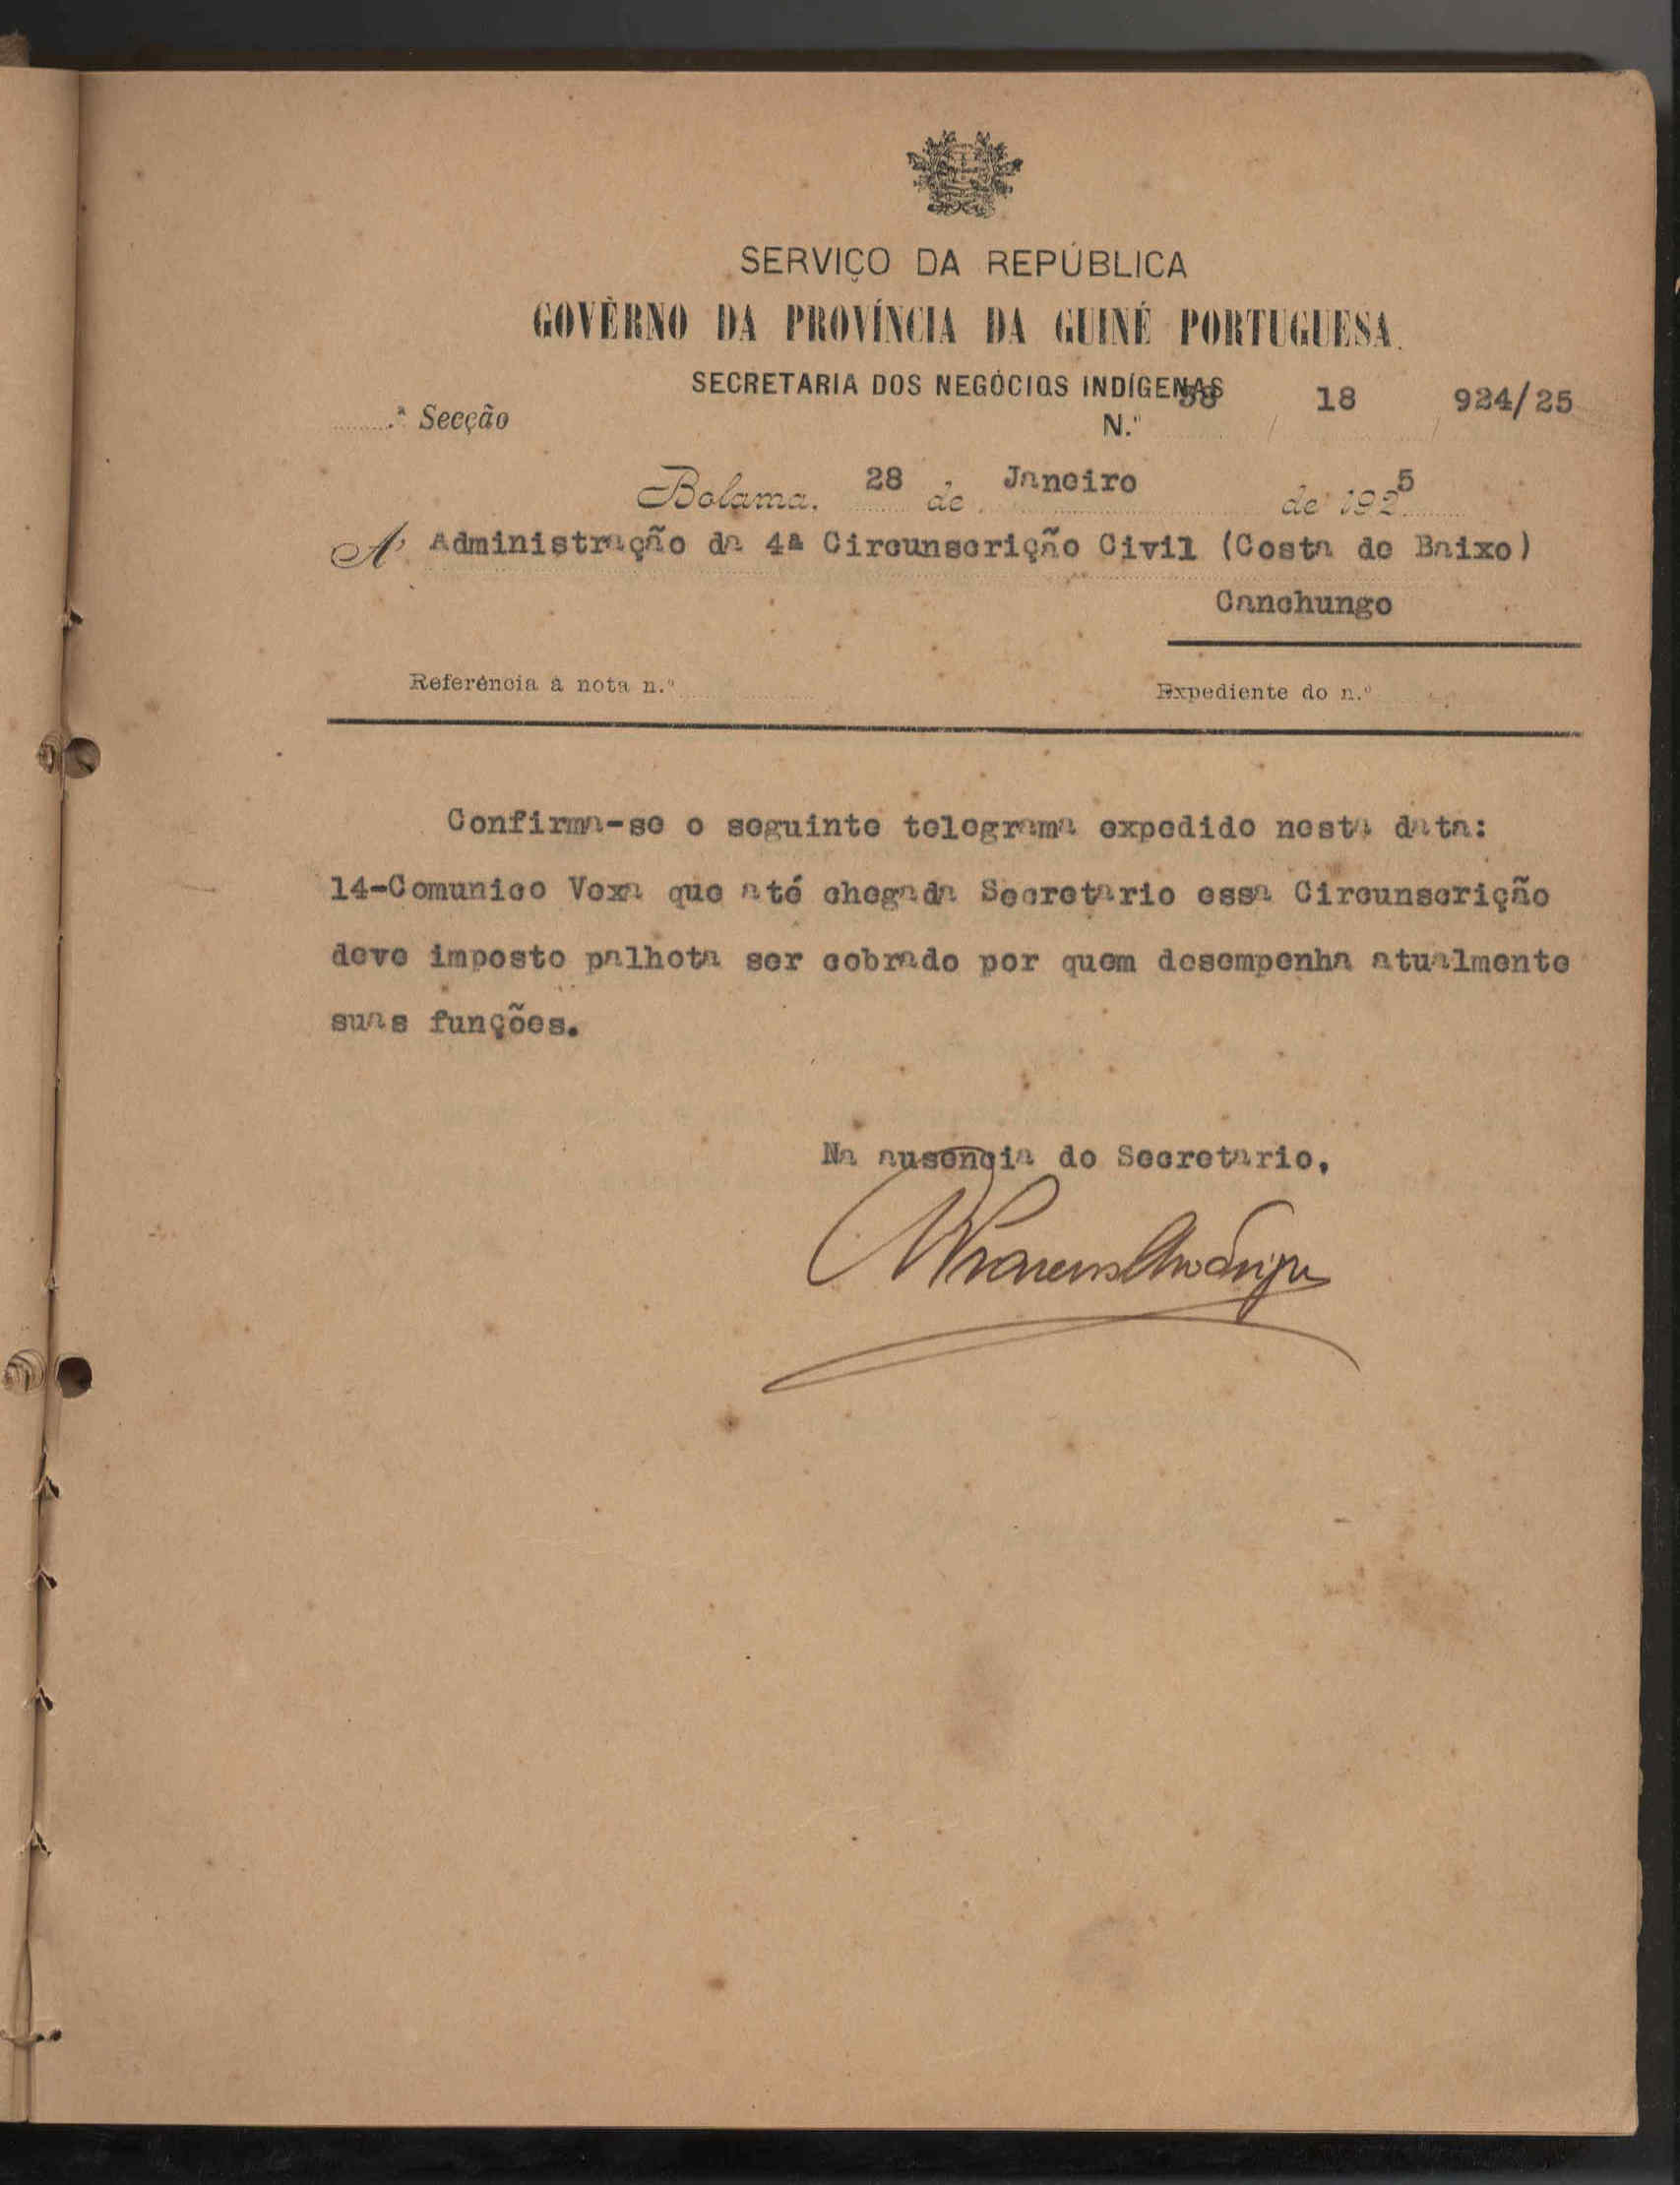 SERVIÇO DA REPÚBLICA
GOVÊRNO DA PROVÍNCIA DA GUINÉ PORTUGUESA
SECRETARIA DOS NEGÓCIOS INDÍGENAS
.ª Secção N.º 58 / 18 / 924/25
Bolama, 28 de Janeiro de 1925
A' Administração da 4ª Circunscrição Civil (Costa de Baixo)
Canchungo
Referência à nota n.º Expediente do n.º
Confirma-se o seguinte telegrama expedido nesta data:
14-Comunico Vexa que até chegada Secretario essa Circunscrição
deve imposto palhota ser cobrado por quem desempenha atualmente
suas funções.
Na ausencia do Secretario,